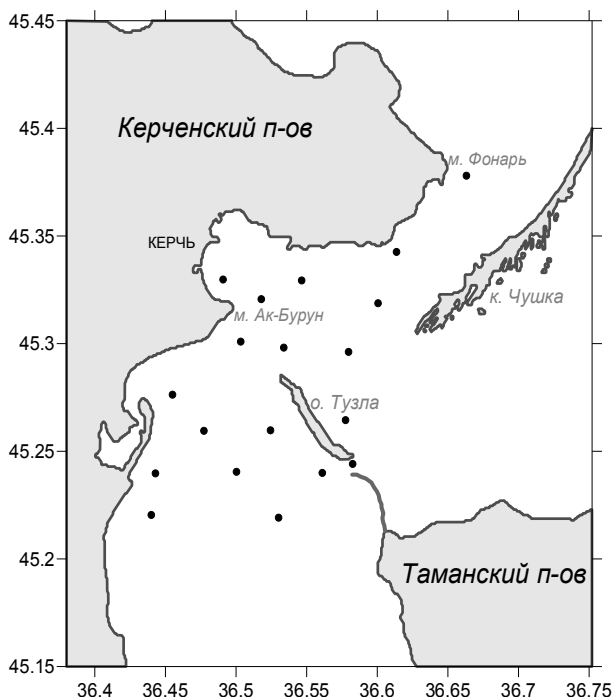 45.45
45.4
Керченский п-ов
м. Фонарь
45.35
КЕРЧЬ
к. Чушка
м. Ак-Бурун
45.3
о. Тузла
45.25
45.2
Таманский п-ов
45.15
36.4 36.45 36.5 36.55 36.6 36.65 36.7 36.75